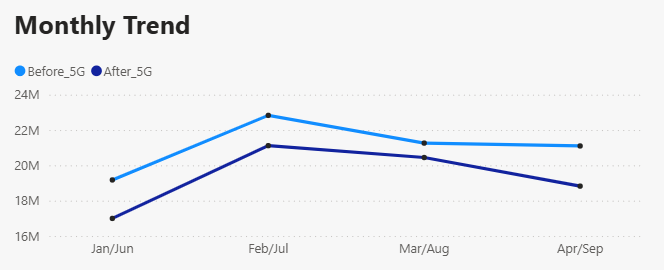 Monthly Trend
Before_5G After_5G
24M
22M
20M
18M
16M
Jan/Jun Feb/Jul Mar/Aug Apr/Sep